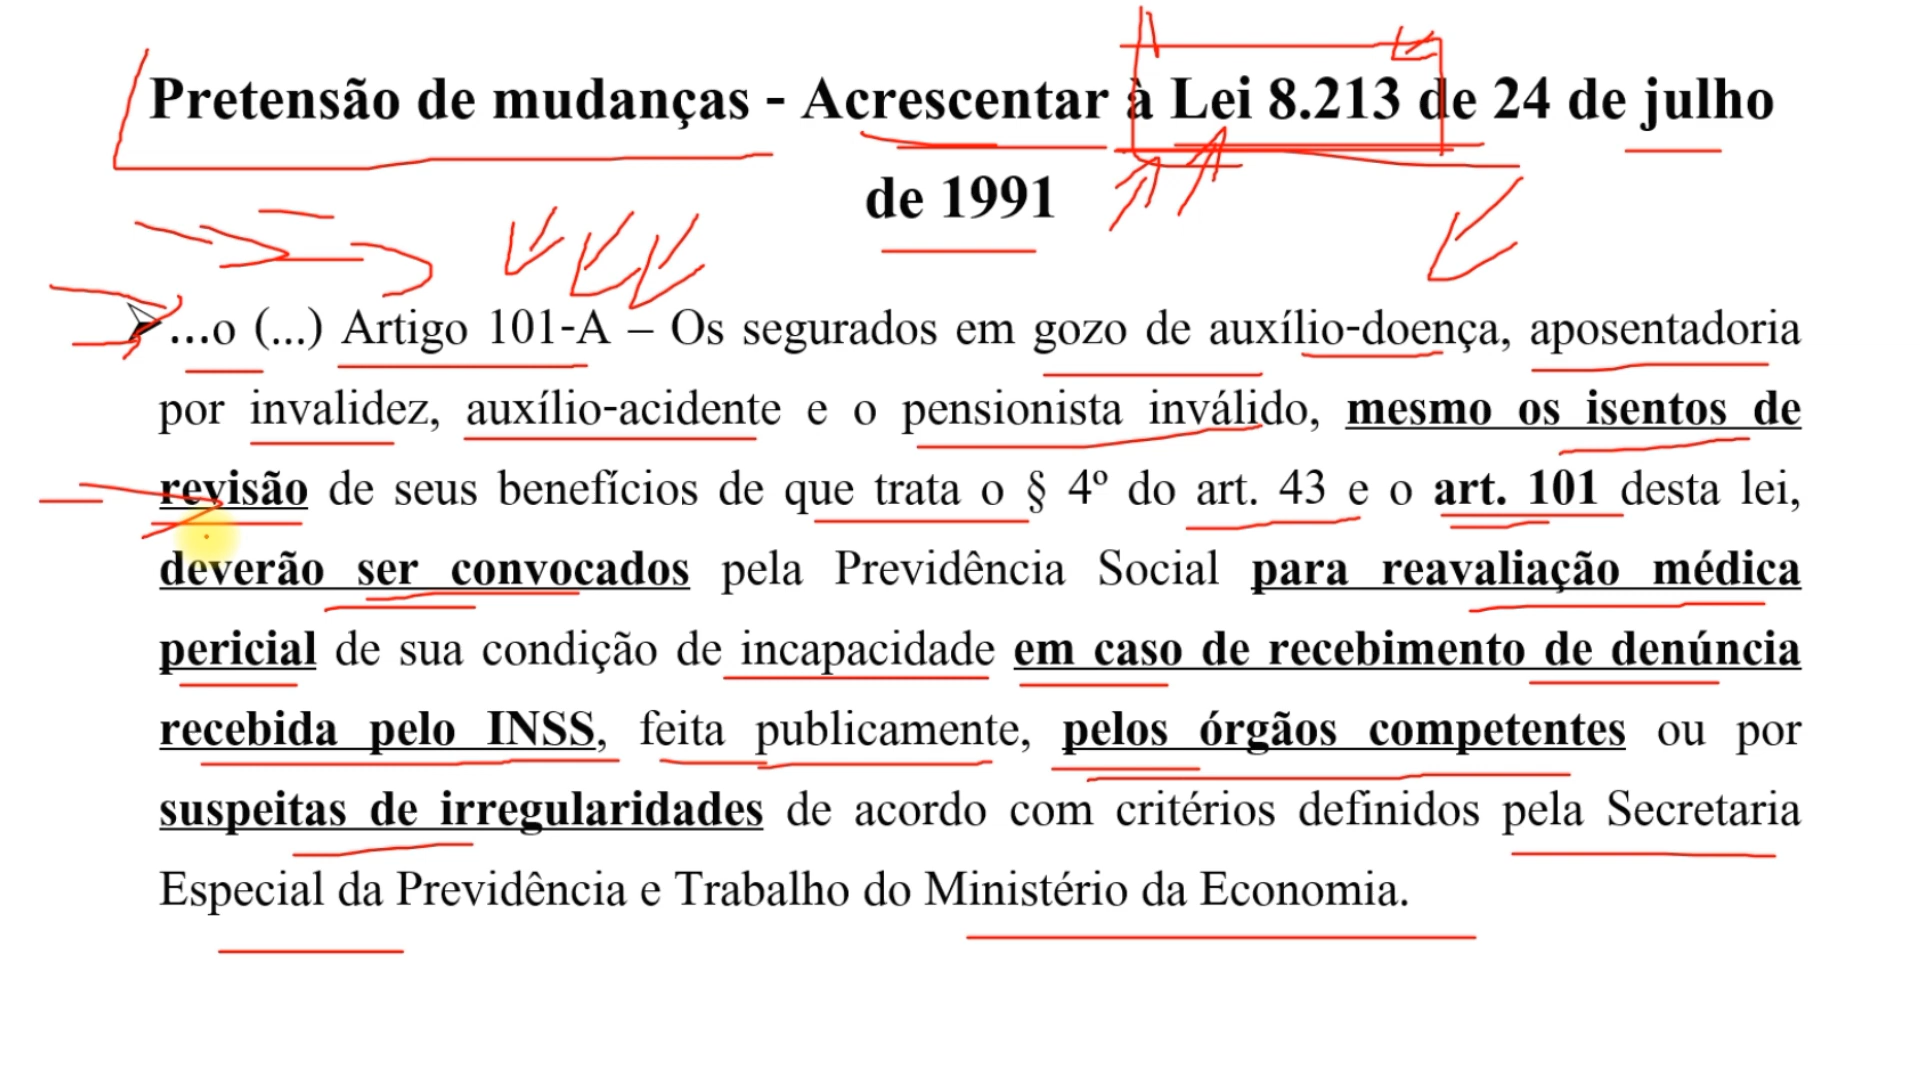 Pretensão de mudanças - Acrescentar à Lei 8.213 de 24 de julho
de 1991
...o (...) Artigo 101-A – Os segurados em gozo de auxílio-doença, aposentadoria
por invalidez, auxílio-acidente e o pensionista inválido, mesmo os isentos de
revisão de seus benefícios de que trata o § 4º do art. 43 e o art. 101 desta lei,
deverão ser convocados pela Previdência Social para reavaliação médica
pericial de sua condição de incapacidade em caso de recebimento de denúncia
recebida pelo INSS, feita publicamente, pelos órgãos competentes ou por
suspeitas de irregularidades de acordo com critérios definidos pela Secretaria
Especial da Previdência e Trabalho do Ministério da Economia.